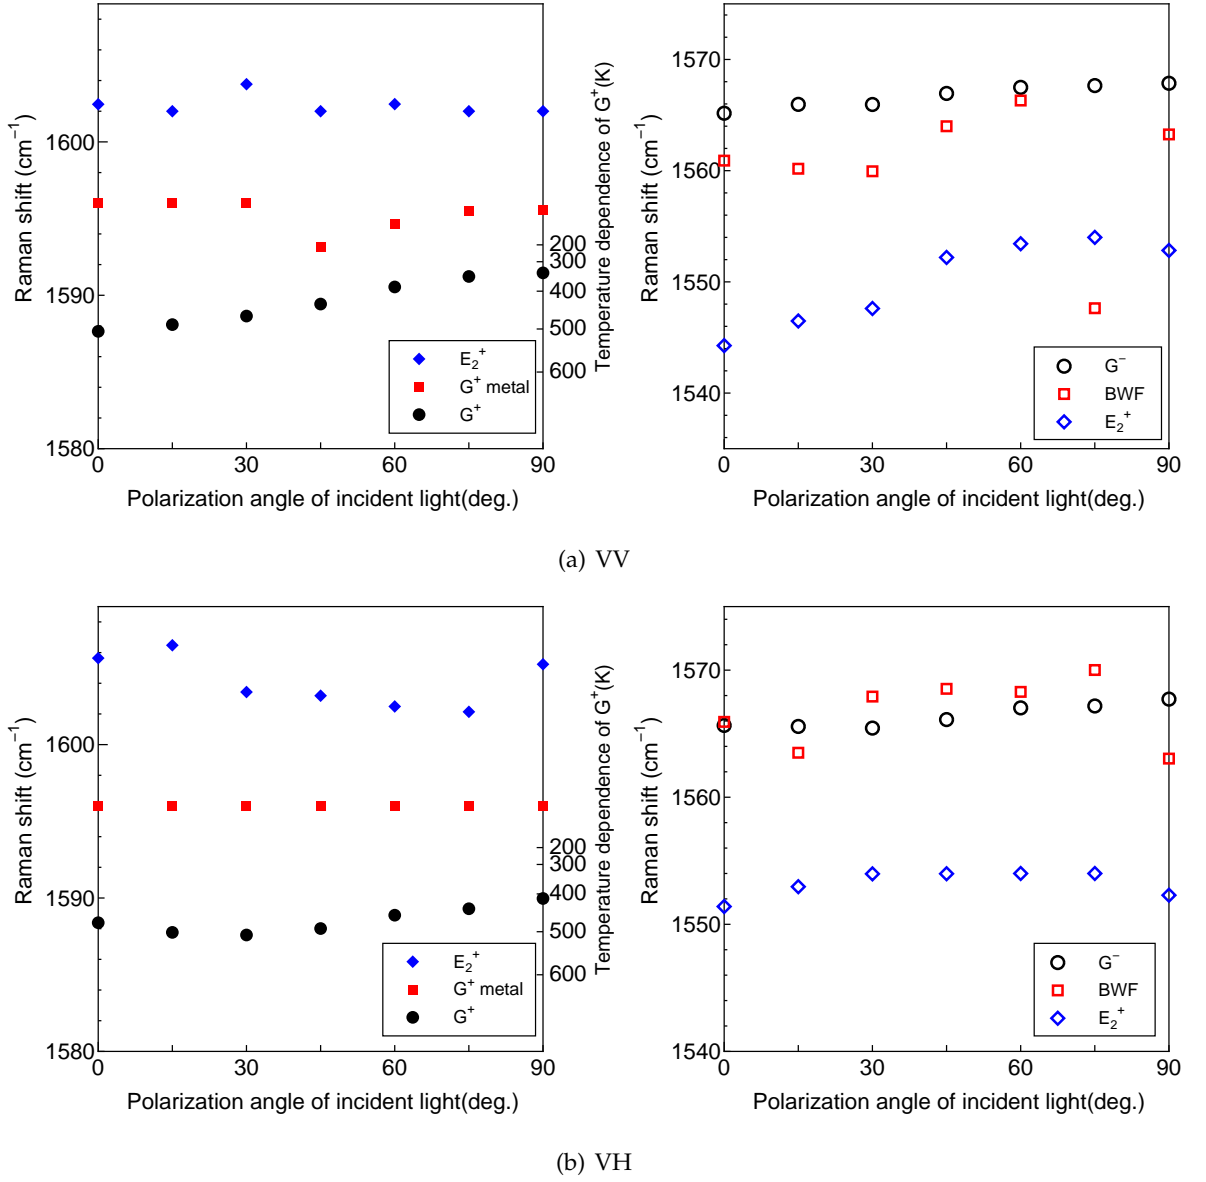 1600
1590
1580
Raman shift (cm−1)
0
30
60
90
Polarization angle of incident light(deg.)
200
300
400
500
600
Temperature dependence of G+(K)
E2+
G+ metal
G+
1570
1560
1550
1540
Raman shift (cm−1)
0
30
60
90
Polarization angle of incident light(deg.)
G−
BWF
E2+
(a) VV
1600
1590
1580
Raman shift (cm−1)
0
30
60
90
Polarization angle of incident light(deg.)
200
300
400
500
600
Temperature dependence of G+(K)
E2+
G+ metal
G+
1570
1560
1550
1540
Raman shift (cm−1)
0
30
60
90
Polarization angle of incident light(deg.)
G−
BWF
E2+
(b) VH